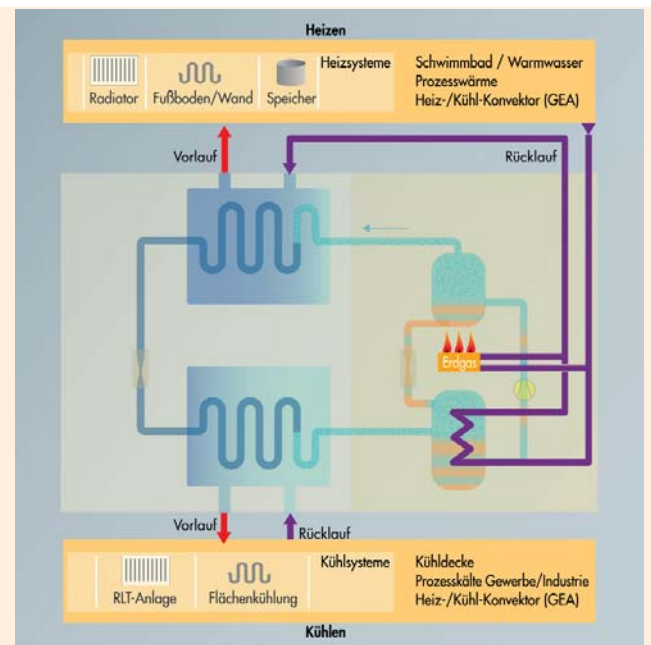 Heizen
Heizsysteme
Radiator
Fußboden/Wand
Speicher
Schwimmbad / Warmwasser
Prozesswärme
Heiz-/Kühl-Konvektor (GEA)
Vorlauf
Rücklauf
Erdgas
Vorlauf
Rücklauf
Kühlsysteme
RLT-Anlage
Flächenkühlung
Kühldecke
Prozesskälte Gewerbe/Industrie
Heiz-/Kühl-Konvektor (GEA)
Kühlen